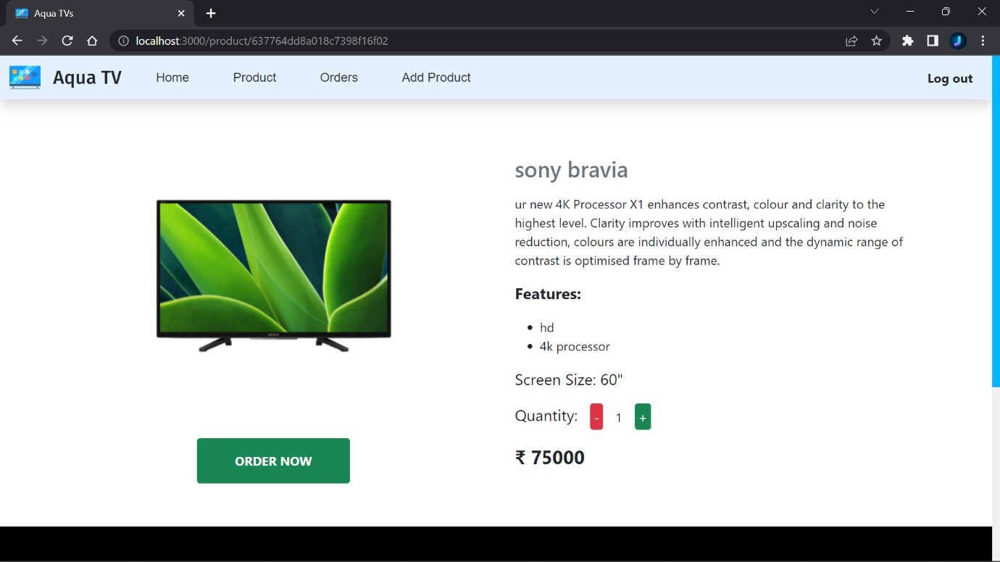 Aqua TVs
localhost:3000/product/637764dd8a018c7398f16f02
Aqua TV Home Product Orders Add Product Log out
sony bravia
ur new 4K Processor X1 enhances contrast, colour and clarity to the
highest level. Clarity improves with intelligent upscaling and noise
reduction, colours are individually enhanced and the dynamic range of
contrast is optimised frame by frame.
Features:
hd
4k processor
Screen Size: 60"
Quantity: - 1 +
₹ 75000
ORDER NOW
SONY